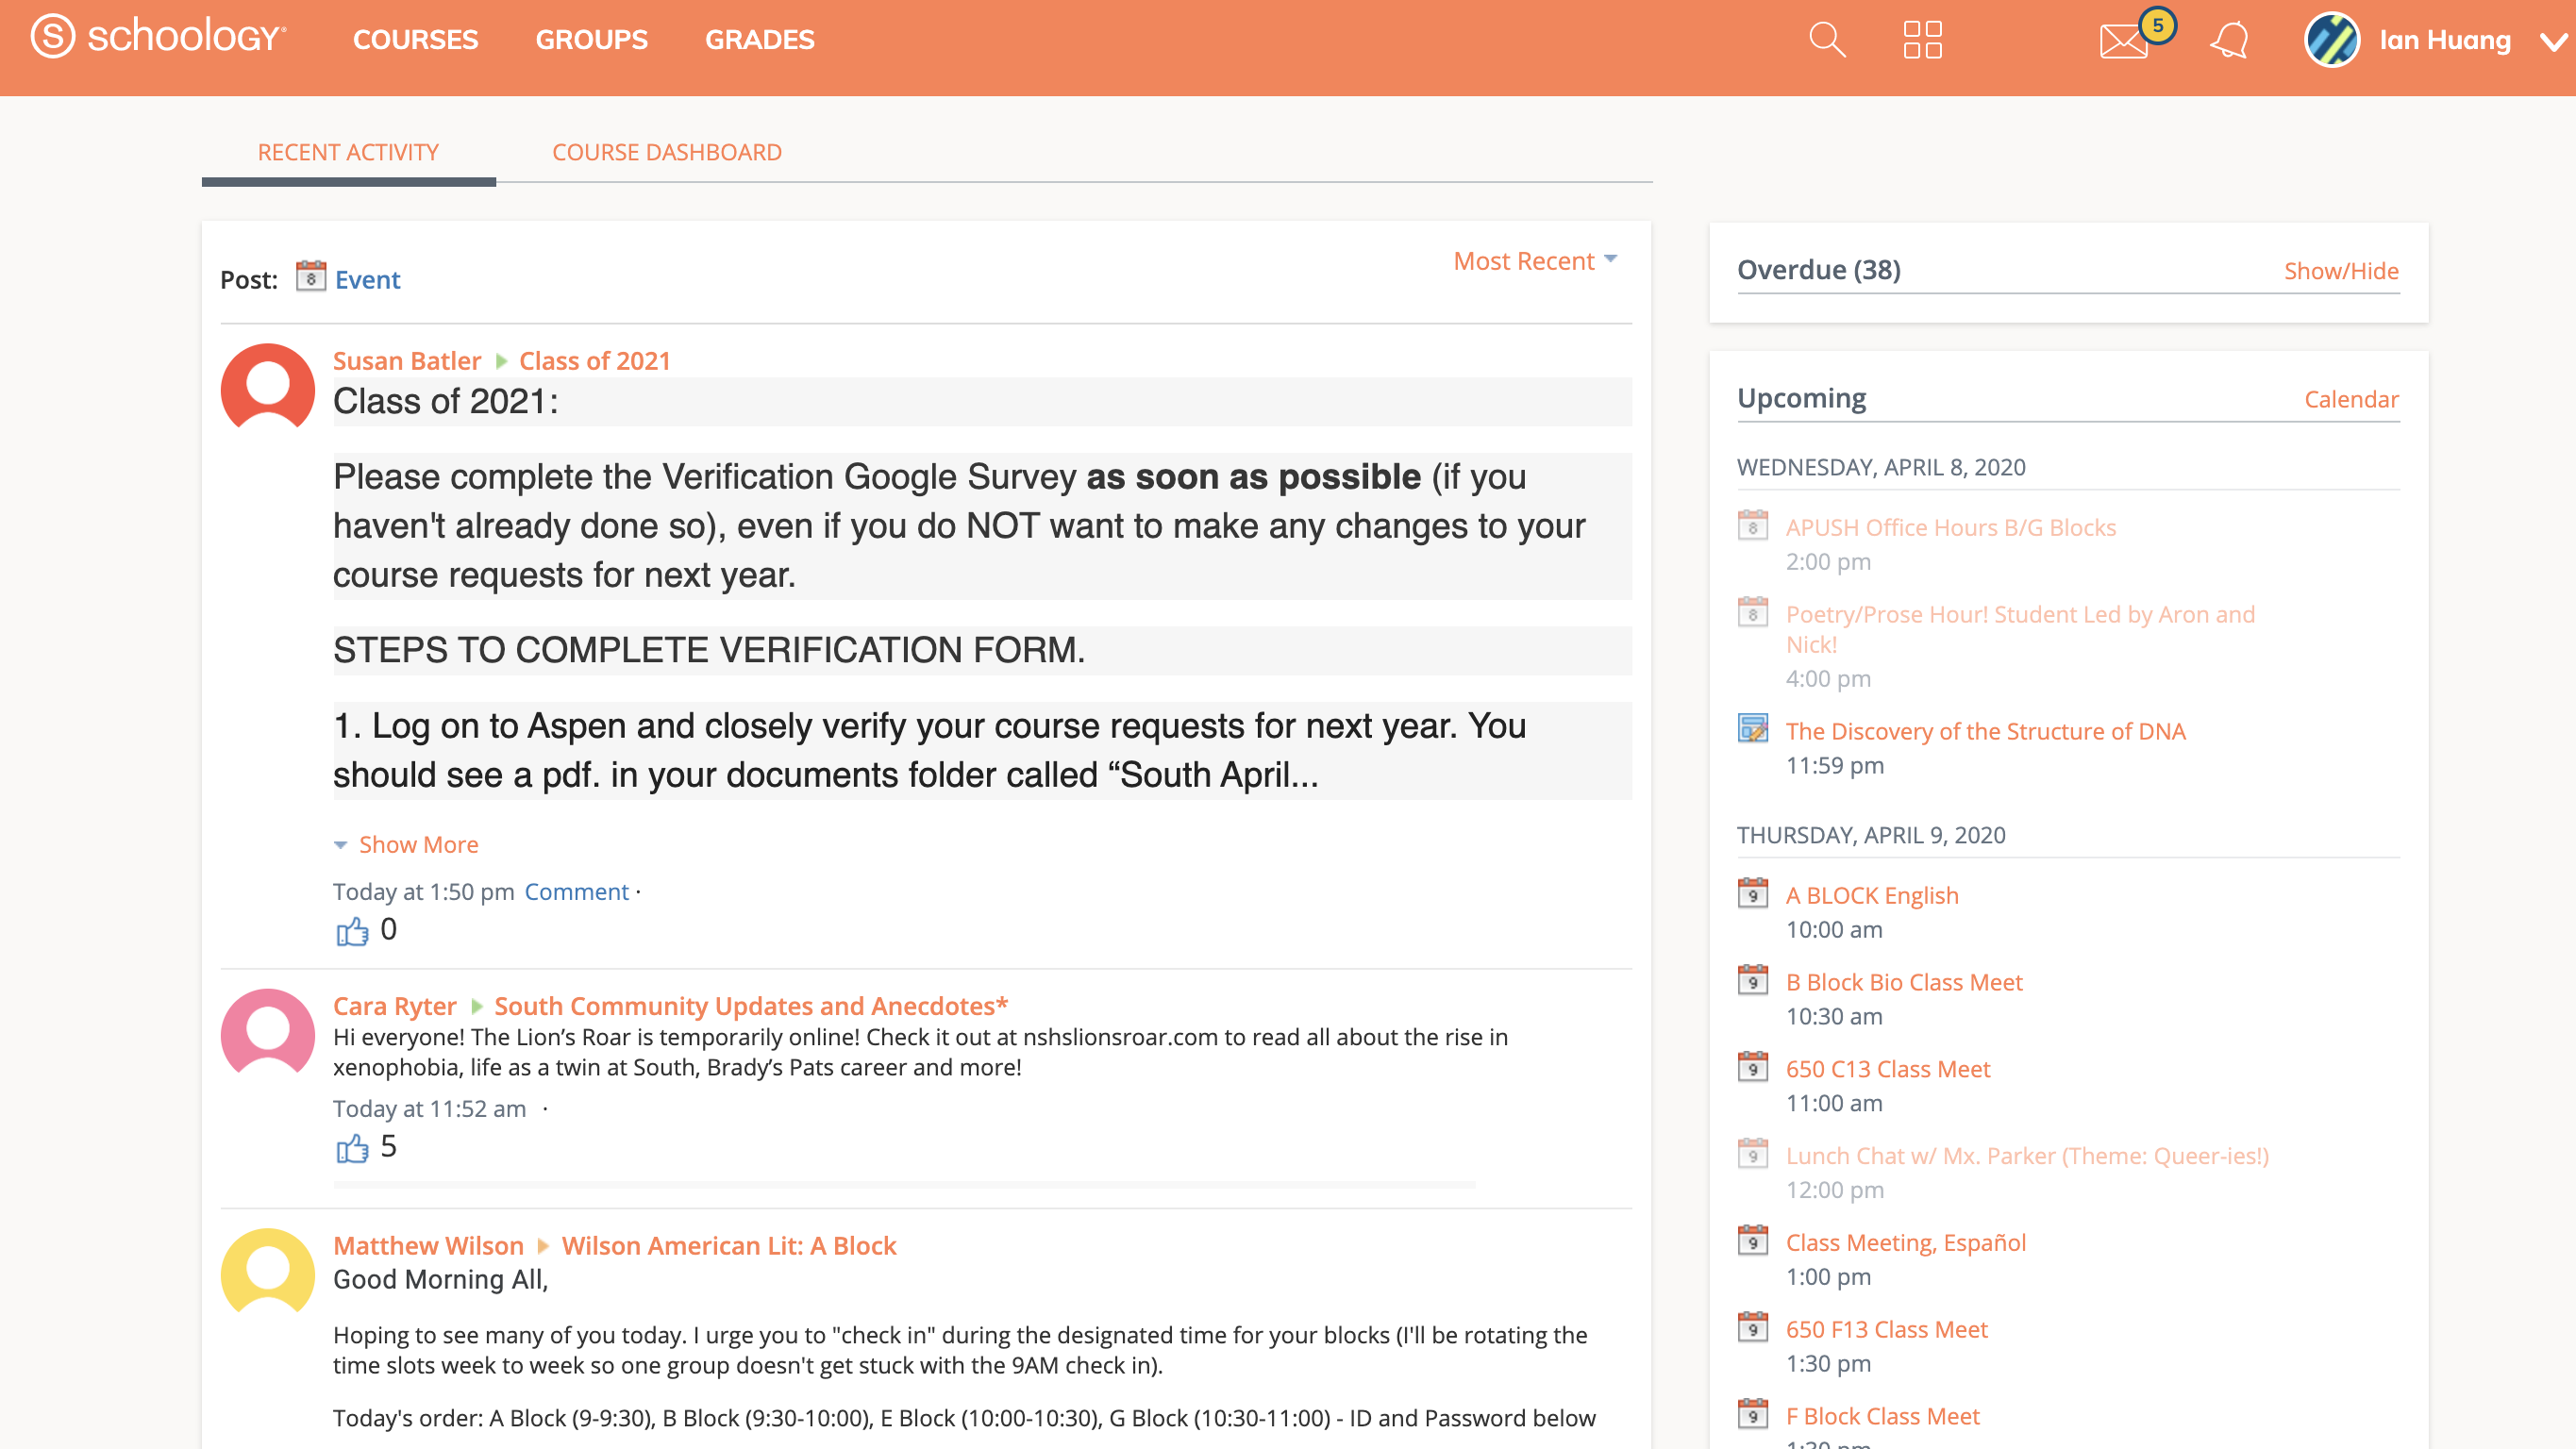 schoology
COURSES
GROUPS
GRADES
5
Ian Huang
RECENT ACTIVITY
COURSE DASHBOARD
Post:
8
Event
Most Recent
Susan Batler
Class of 2021
Class of 2021:
Please complete the Verification Google Survey as soon as possible (if you
haven't already done so), even if you do NOT want to make any changes to your
course requests for next year.
STEPS TO COMPLETE VERIFICATION FORM.
1. Log on to Aspen and closely verify your course requests for next year. You
should see a pdf. in your documents folder called “South April...
Show More
Today at 1:50 pm Comment ·
0
Cara Ryter
South Community Updates and Anecdotes*
Hi everyone! The Lion’s Roar is temporarily online! Check it out at nshslionsroar.com to read all about the rise in
xenophobia, life as a twin at South, Brady’s Pats career and more!
Today at 11:52 am ·
5
Matthew Wilson
Wilson American Lit: A Block
Good Morning All,
Hoping to see many of you today. I urge you to "check in" during the designated time for your blocks (I'll be rotating the
time slots week to week so one group doesn't get stuck with the 9AM check in).
Today's order: A Block (9-9:30), B Block (9:30-10:00), E Block (10:00-10:30), G Block (10:30-11:00) - ID and Password below
Overdue (38)
Show/Hide
Upcoming
Calendar
WEDNESDAY, APRIL 8, 2020
8
APUSH Office Hours B/G Blocks
2:00 pm
8
Poetry/Prose Hour! Student Led by Aron and
Nick!
4:00 pm
The Discovery of the Structure of DNA
11:59 pm
THURSDAY, APRIL 9, 2020
9
A BLOCK English
10:00 am
9
B Block Bio Class Meet
10:30 am
9
650 C13 Class Meet
11:00 am
9
Lunch Chat w/ Mx. Parker (Theme: Queer-ies!)
12:00 pm
9
Class Meeting, Español
1:00 pm
9
650 F13 Class Meet
1:30 pm
9
F Block Class Meet
1:30 pm